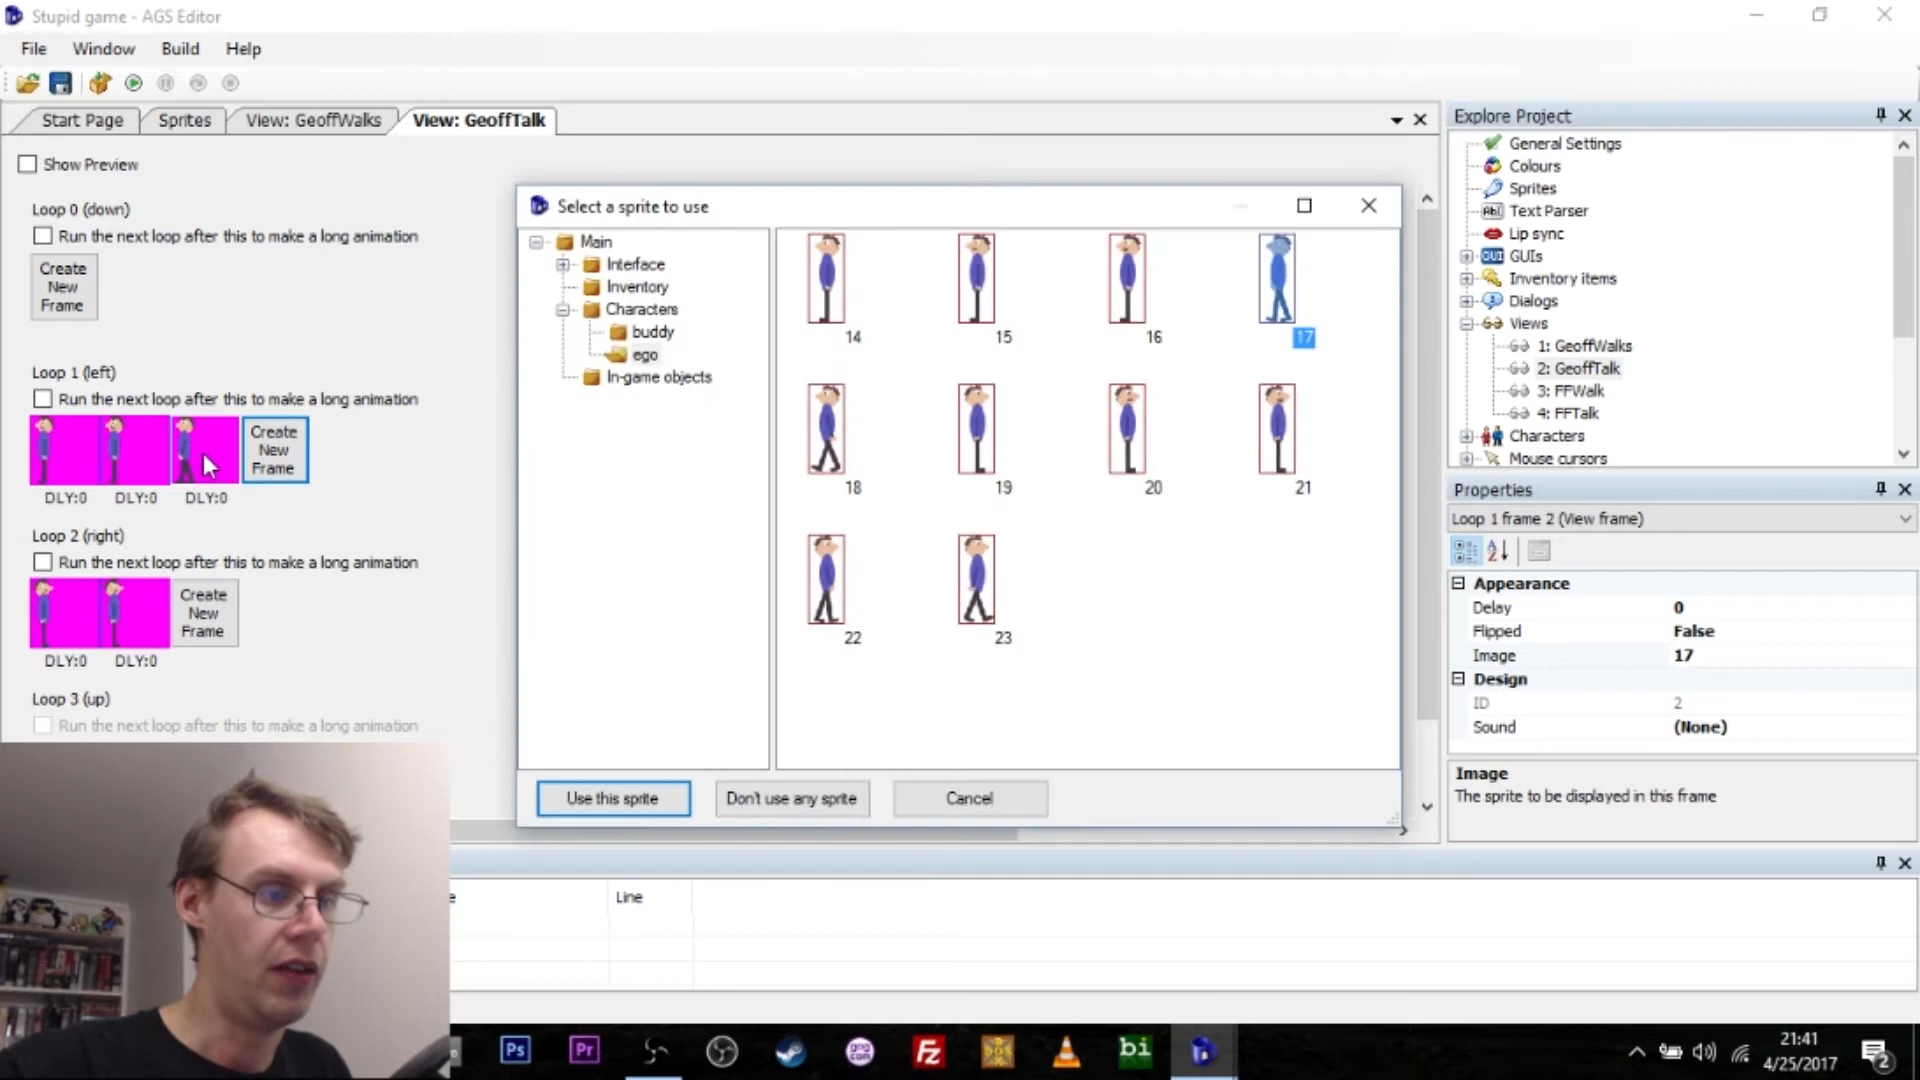 Stupid game - AGS Editor
File Window Build Help
Start Page Sprites View: GeoffWalks View: GeoffTalk
Show Preview
Loop 0 (down)
Run the next loop after this to make a long animation
Create
New
Frame
Loop 1 (left)
Run the next loop after this to make a long animation
Create
New
Frame
DLY:0 DLY:0 DLY:0
Loop 2 (right)
Run the next loop after this to make a long animation
Create
New
Frame
DLY:0 DLY:0
Loop 3 (up)
Run the next loop after this to make a long animation
Select a sprite to use
Main
Interface
Inventory
Characters
buddy
ego
In-game objects
14 15 16 17
18 19 20 21
22 23
Use this sprite Don't use any sprite Cancel
Line
Explore Project
General Settings
Colours
Sprites
Text Parser
Lip sync
GUIs
Inventory items
Dialogs
Views
1: GeoffWalks
2: GeoffTalk
3: FFWalk
4: FFTalk
Characters
Mouse cursors
Properties
Loop 1 frame 2 (View frame)
Appearance
Delay 0
Flipped False
Image 17
Design
ID 2
Sound (None)
Image
The sprite to be displayed in this frame
Ps Pr Fz bi
21:41
4/25/2017
2